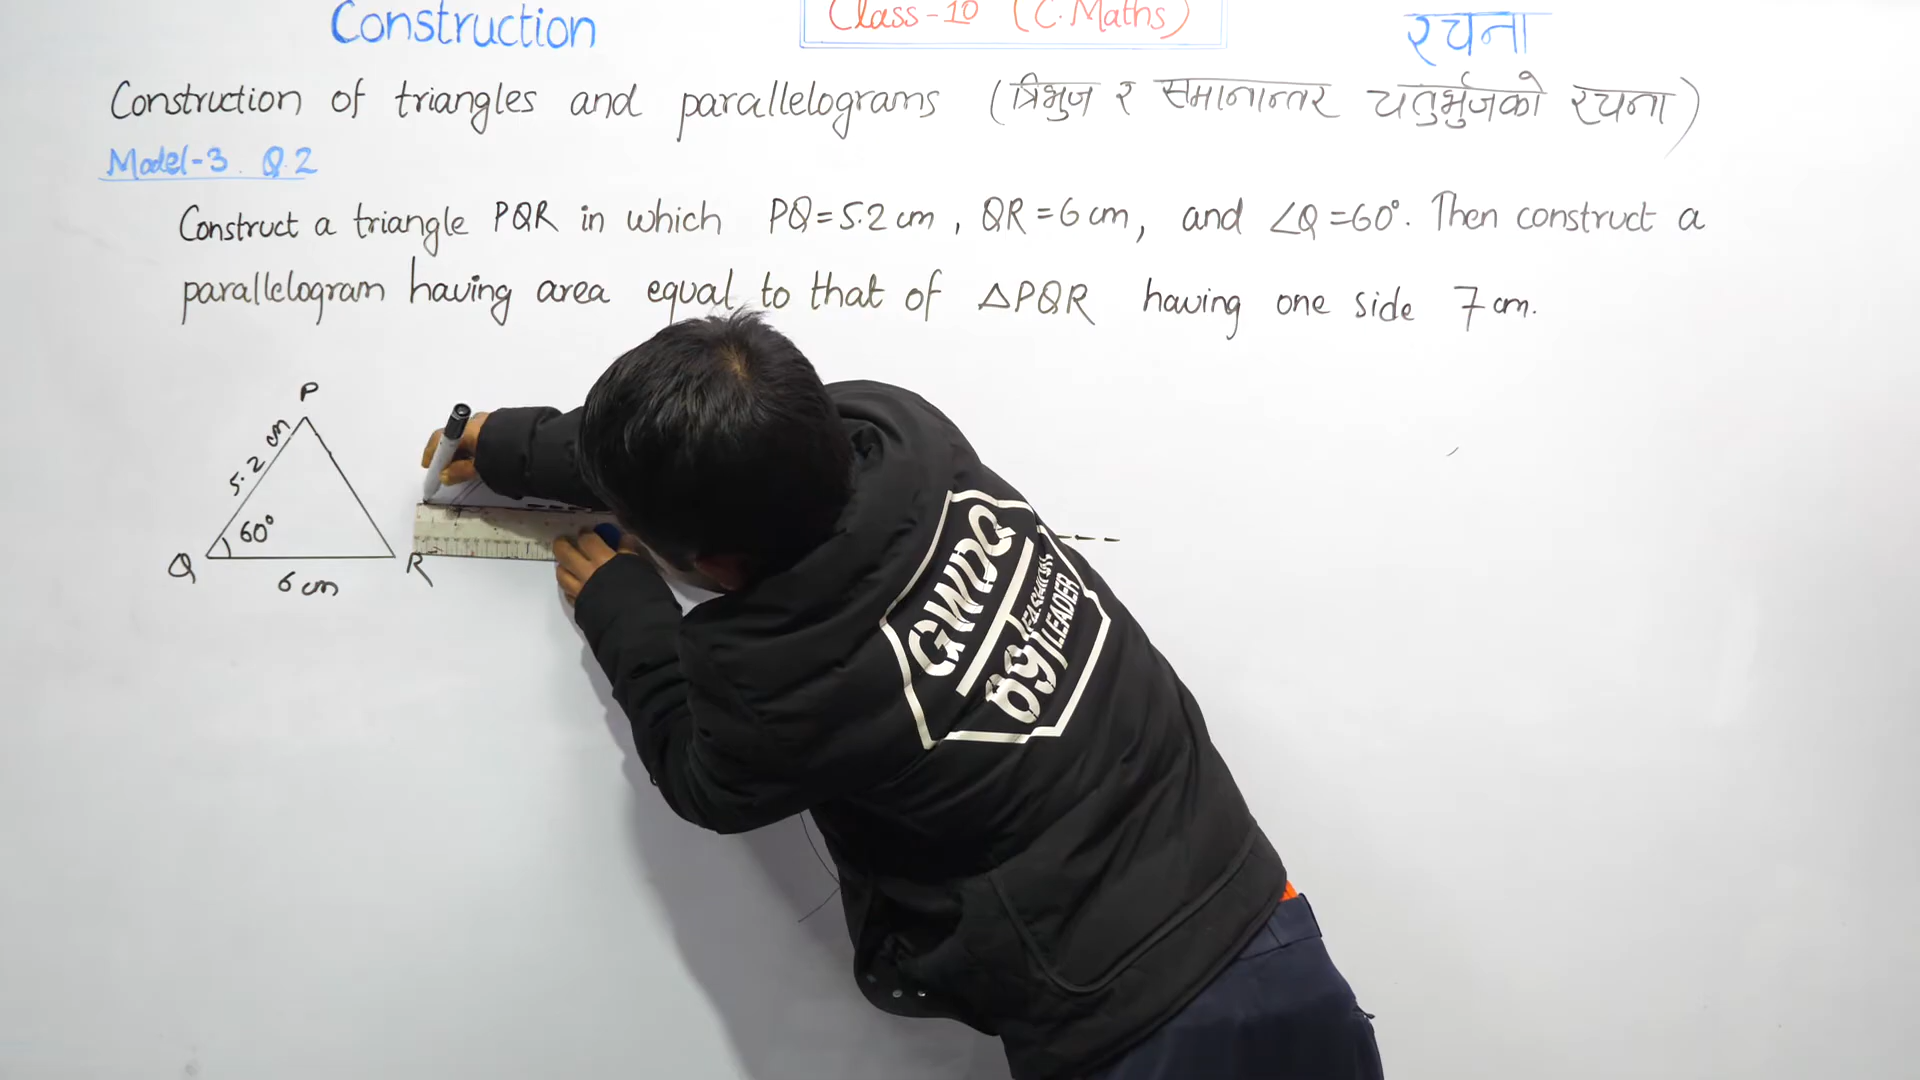 Construction
Class-10 (C.Maths)
रचना
Construction of triangles and parallelograms (त्रिभुज र समानान्तर चतुर्भुजको रचना)
Model-3. Q.2
Construct a triangle PQR in which PQ=5.2 cm, QR=6 cm, and ∠Q=60°. Then construct a
parallelogram having area equal to that of △PQR having one side 7 cm.
P
5.2 cm
60°
Q
R
6 cm
GWDQ
09
FASHION
LEADER